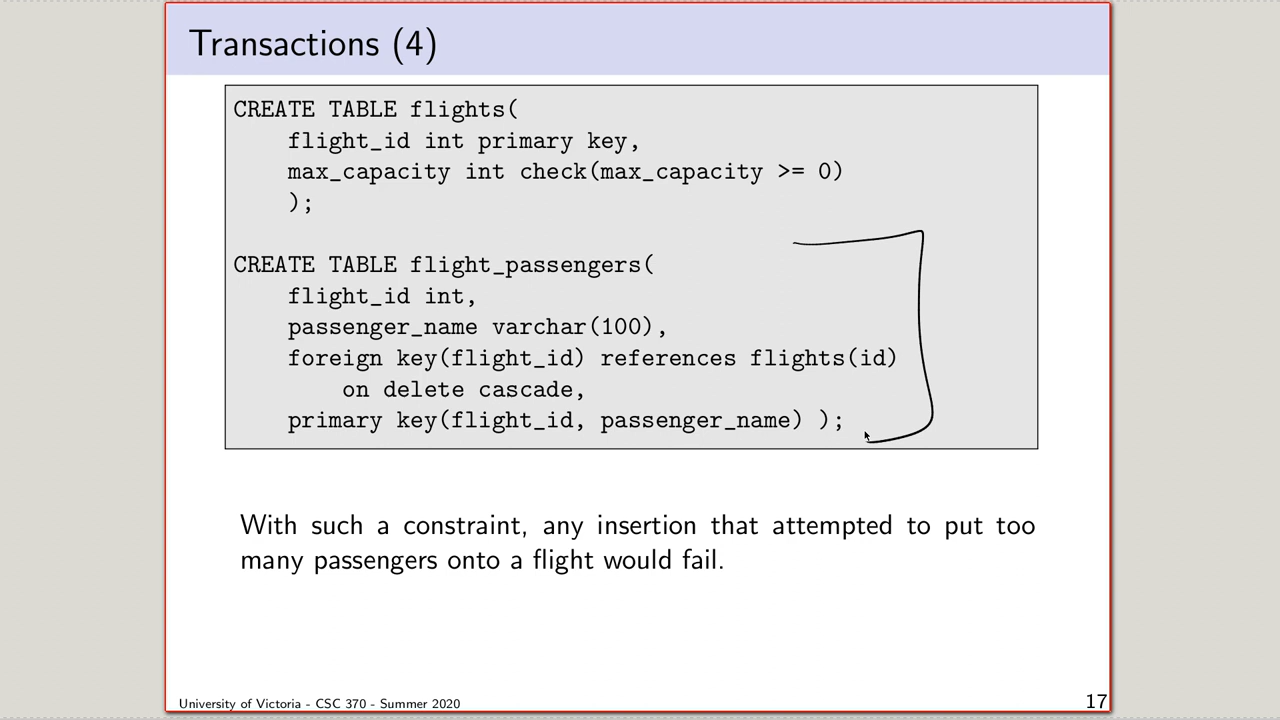 Transactions (4)
CREATE TABLE flights(
flight_id int primary key,
max_capacity int check(max_capacity >= 0)
);
CREATE TABLE flight_passengers(
flight_id int,
passenger_name varchar(100),
foreign key(flight_id) references flights(id)
on delete cascade,
primary key(flight_id, passenger_name) );
With such a constraint, any insertion that attempted to put too
many passengers onto a flight would fail.
University of Victoria - CSC 370 - Summer 2020
17